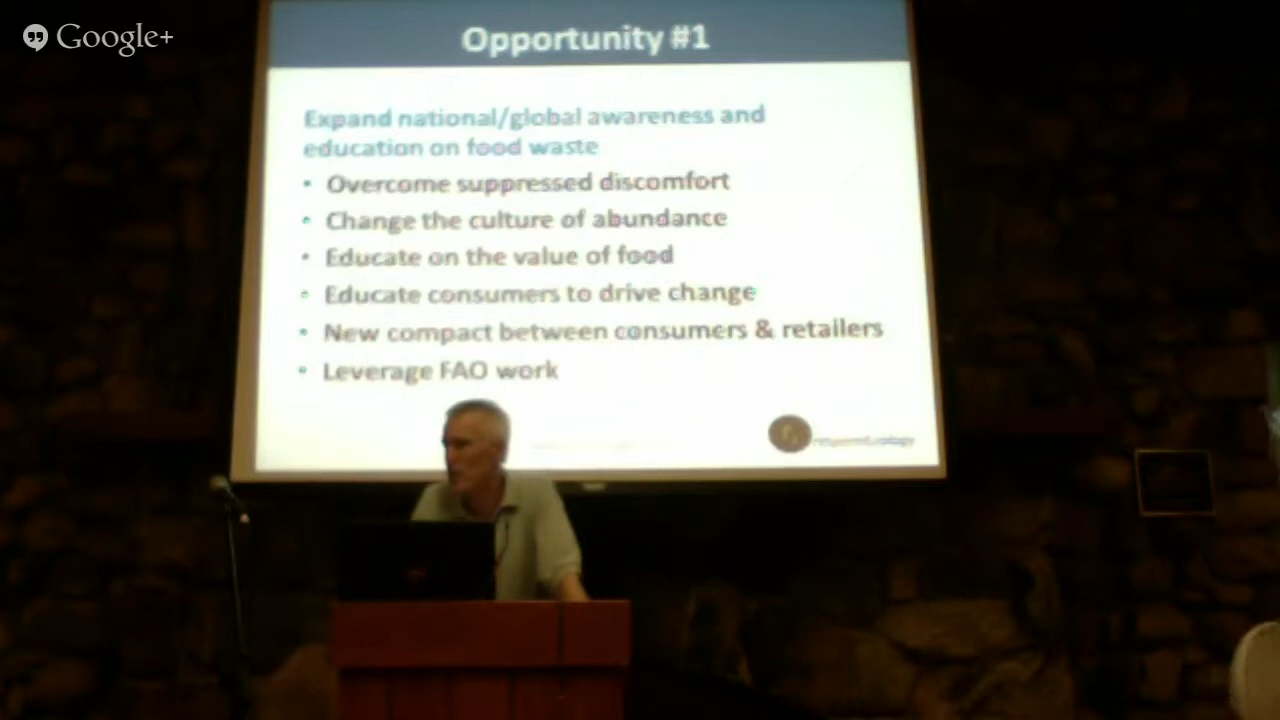 Google+
Opportunity #1
Expand national/global awareness and
education on food waste
• Overcome suppressed discomfort
• Change the culture of abundance
• Educate on the value of food
• Educate consumers to drive change
• New compact between consumers & retailers
• Leverage FAO work